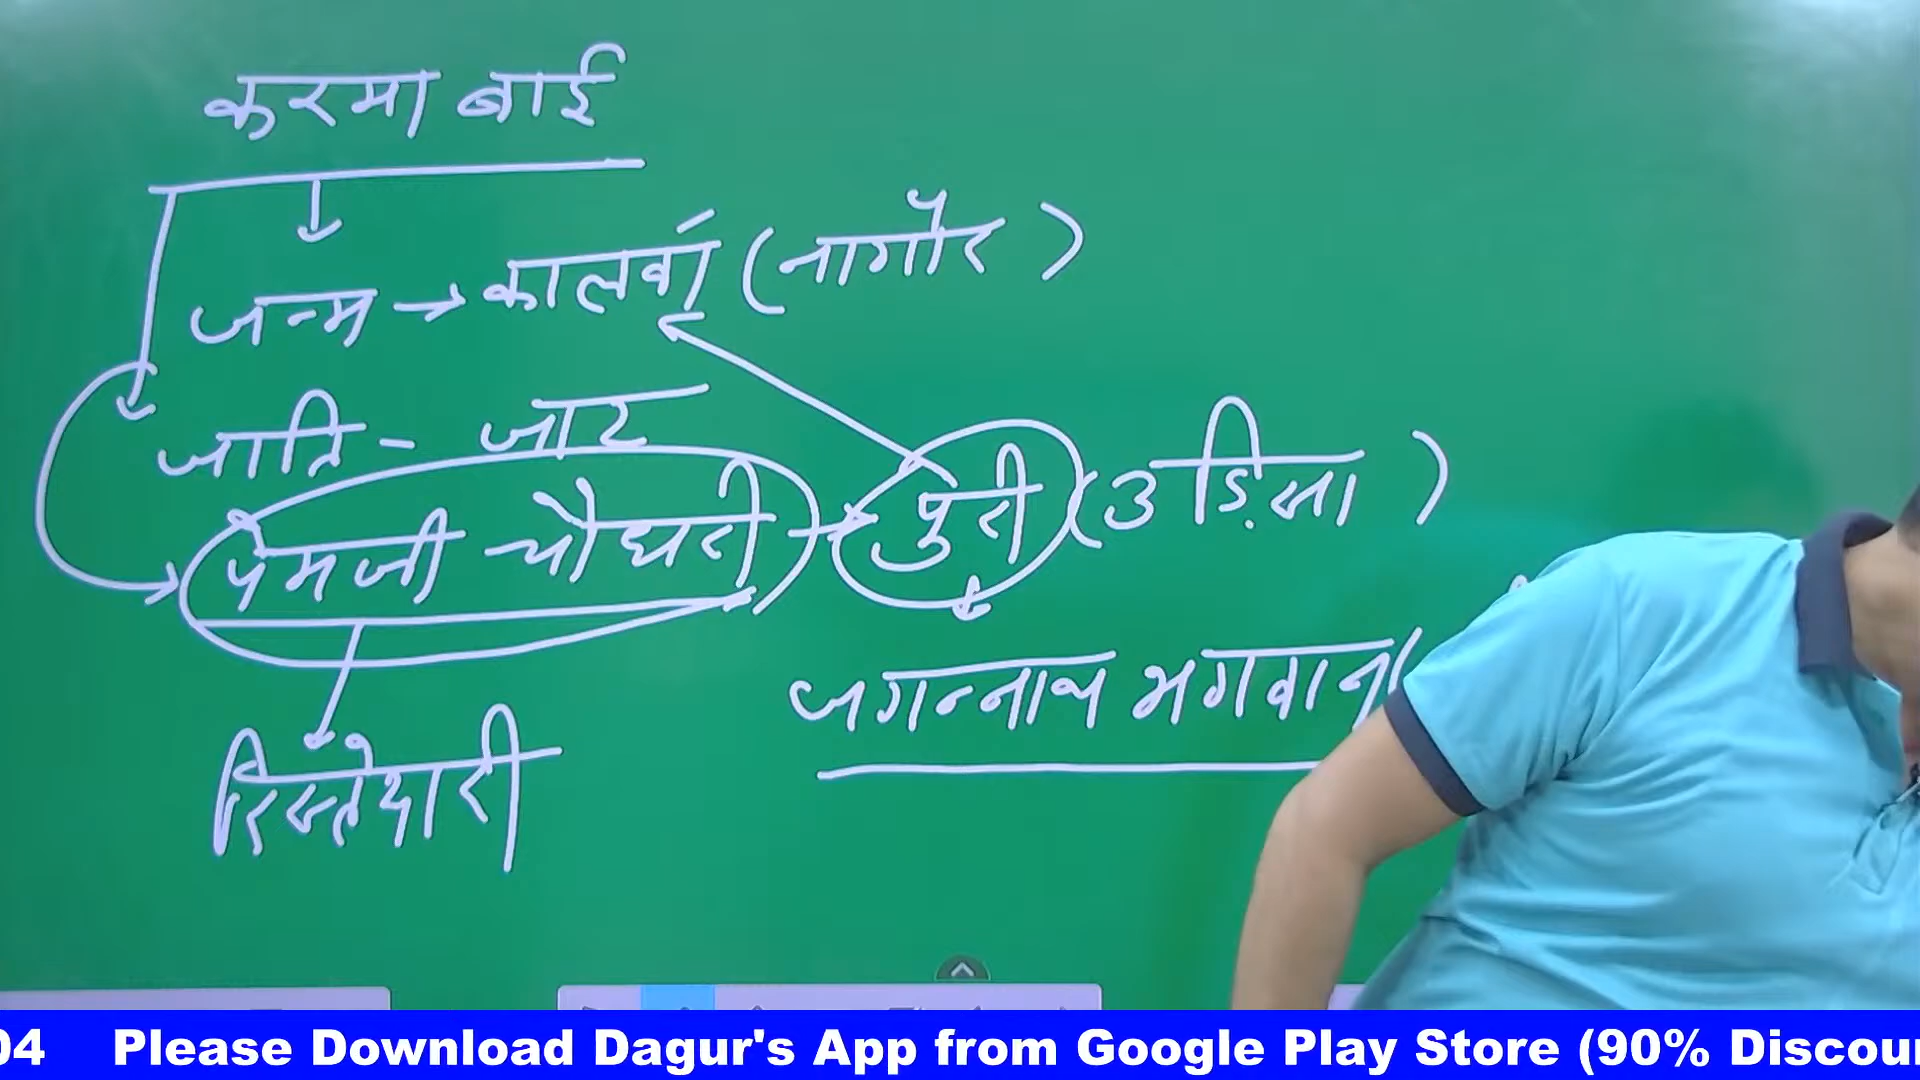 करमा बाई
जन्म → कालवां (नागौर)
जाति - जाट
प्रेमजी चौधरी → पुरी (उड़िसा)
जगन्नाथ भगवान
रिस्तेदारी
04 Please Download Dagur's App from Google Play Store (90% Discou